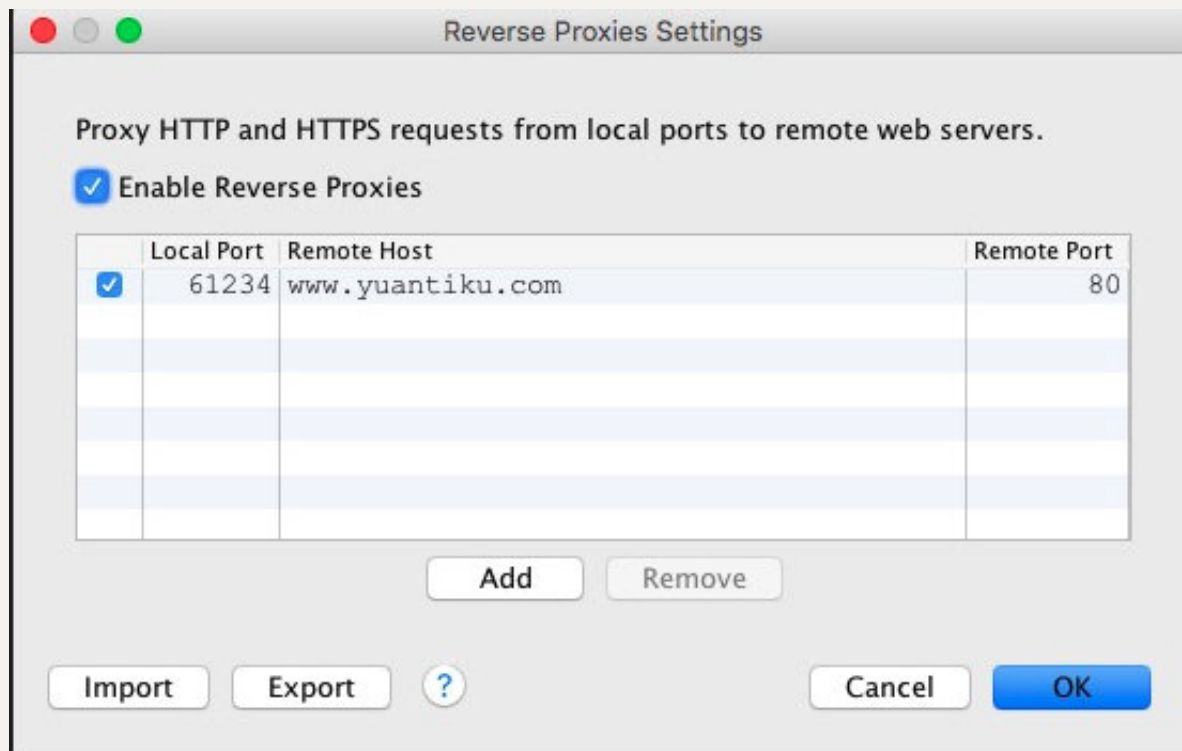 Reverse Proxies Settings
Proxy HTTP and HTTPS requests from local ports to remote web servers.
Enable Reverse Proxies
Local Port Remote Host Remote Port
61234 www.yuantiku.com 80
Add Remove
Import Export ? Cancel OK